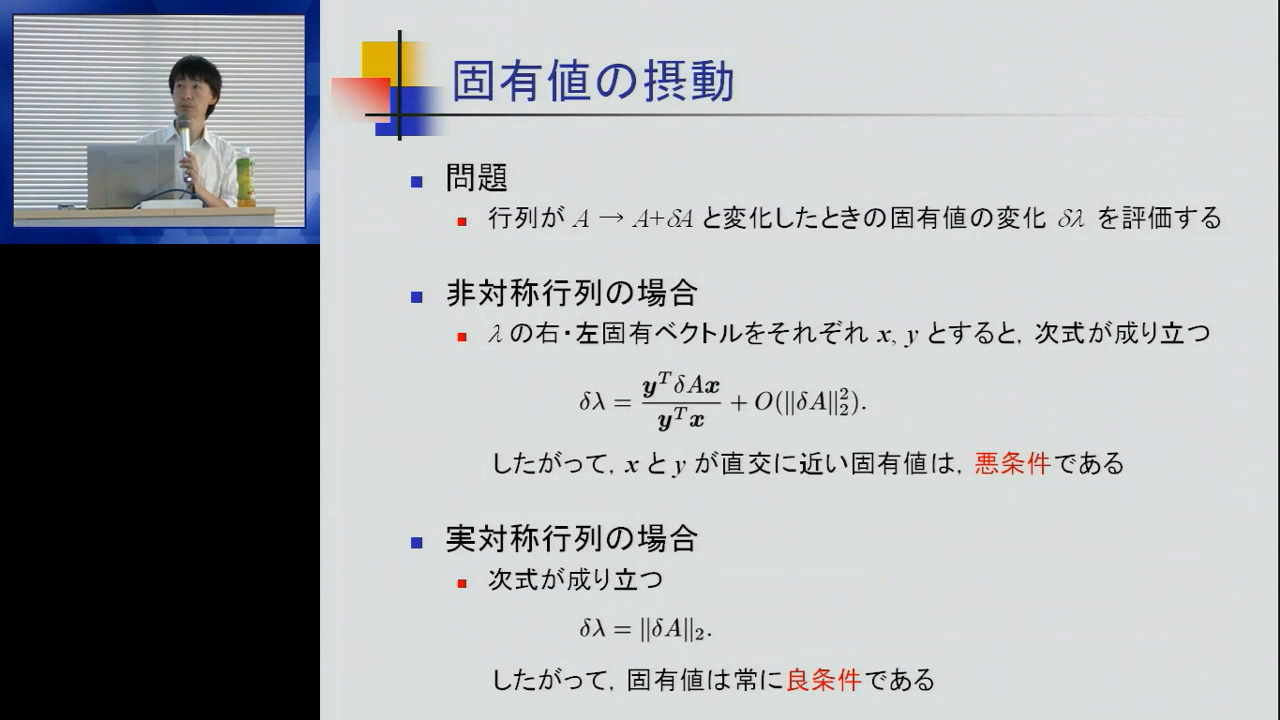 固有値の摂動
問題
行列が A → A+δA と変化したときの固有値の変化 δλ を評価する
非対称行列の場合
λ の右・左固有ベクトルをそれぞれ x, y とすると, 次式が成り立つ
δλ = y^T δAx / y^T x + O(||δA||_2^2).
したがって, x と y が直交に近い固有値は, 悪条件である
実対称行列の場合
次式が成り立つ
δλ = ||δA||_2.
したがって, 固有値は常に良条件である